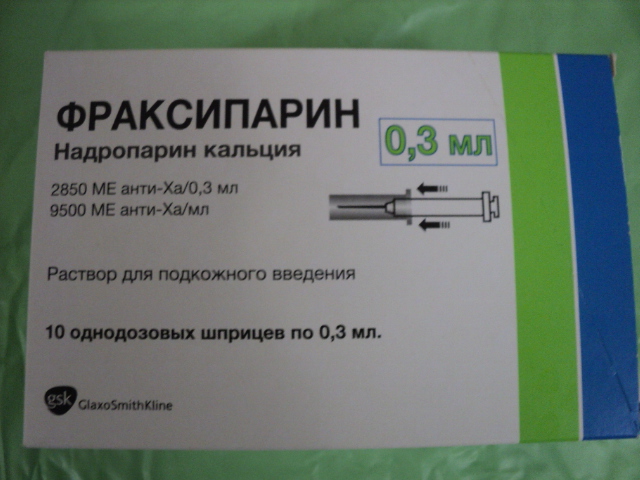 ФРАКСИПАРИН
0,3 мл
Надропарин кальция
2850 МЕ анти-Ха/0,3 мл
9500 МЕ анти-Ха/мл
Раствор для подкожного введения
10 однодозовых шприцев по 0,3 мл.
gsk GlaxoSmithKline